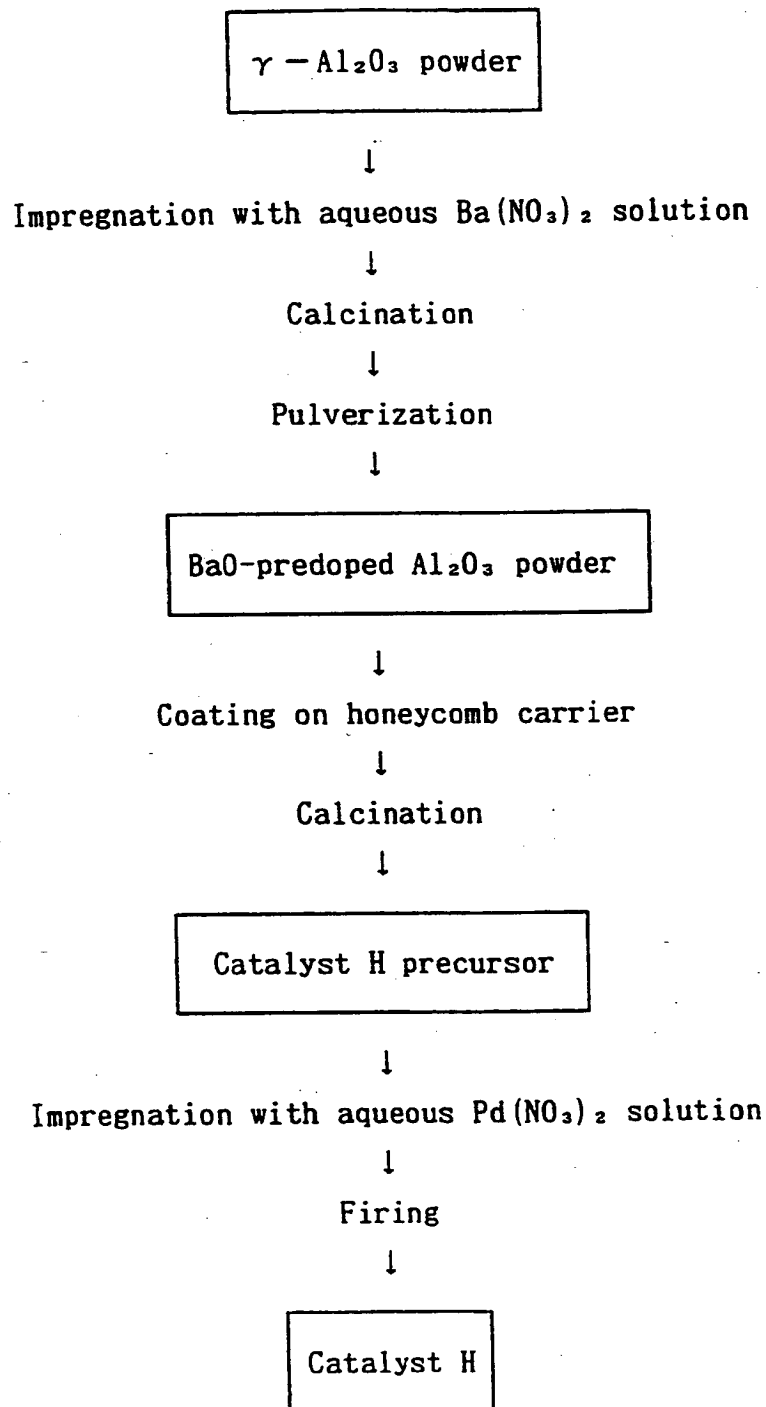 γ－Al₂O₃ powder
↓
Impregnation with aqueous Ba(NO₃)₂ solution
↓
Calcination
↓
Pulverization
↓
BaO-predoped Al₂O₃ powder
↓
Coating on honeycomb carrier
↓
Calcination
↓
Catalyst H precursor
↓
Impregnation with aqueous Pd(NO₃)₂ solution
↓
Firing
↓
Catalyst H